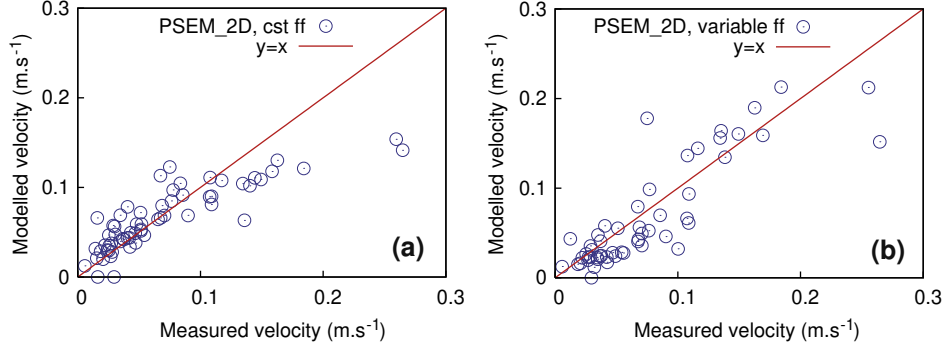 PSEM_2D, cst ff
y=x
Modelled velocity (m.s⁻¹)
0.3
0.2
0.1
0
(a)
0 0.1 0.2 0.3
Measured velocity (m.s⁻¹)
PSEM_2D, variable ff
y=x
Modelled velocity (m.s⁻¹)
0.3
0.2
0.1
0
(b)
0 0.1 0.2 0.3
Measured velocity (m.s⁻¹)